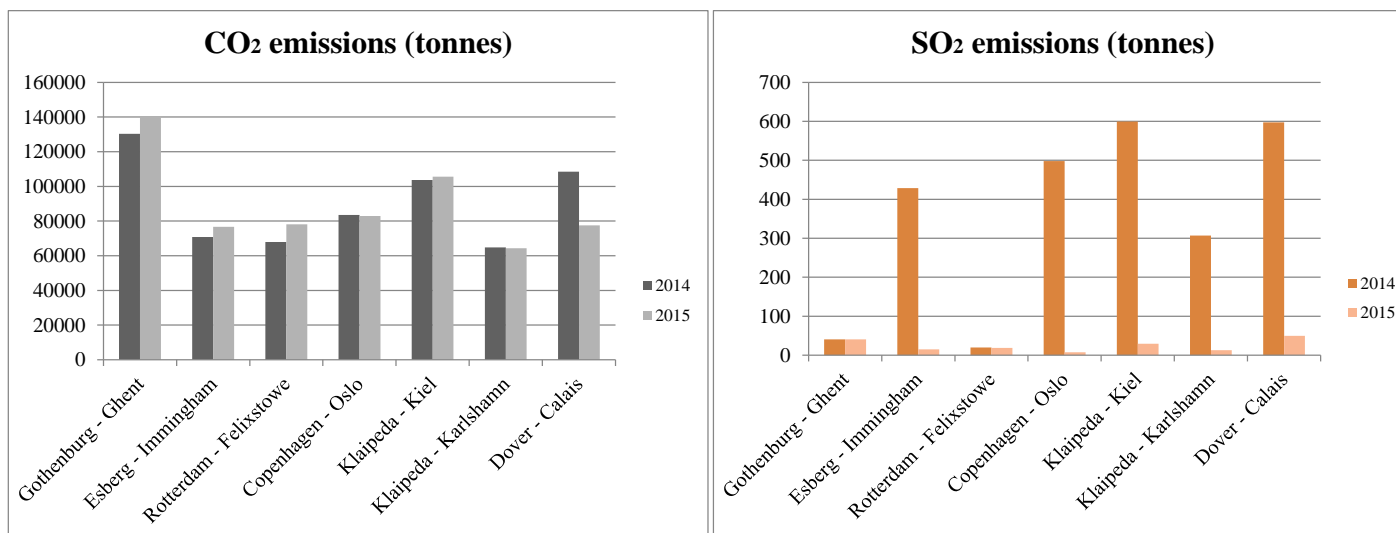 CO₂ emissions (tonnes)
160000
140000
120000
100000
80000
60000
40000
20000
0
Gothenburg - Ghent
Esberg - Immingham
Rotterdam - Felixstowe
Copenhagen - Oslo
Klaipeda - Kiel
Klaipeda - Karlshamn
Dover - Calais
2014
2015
SO₂ emissions (tonnes)
700
600
500
400
300
200
100
0
Gothenburg - Ghent
Esberg - Immingham
Rotterdam - Felixstowe
Copenhagen - Oslo
Klaipeda - Kiel
Klaipeda - Karlshamn
Dover - Calais
2014
2015